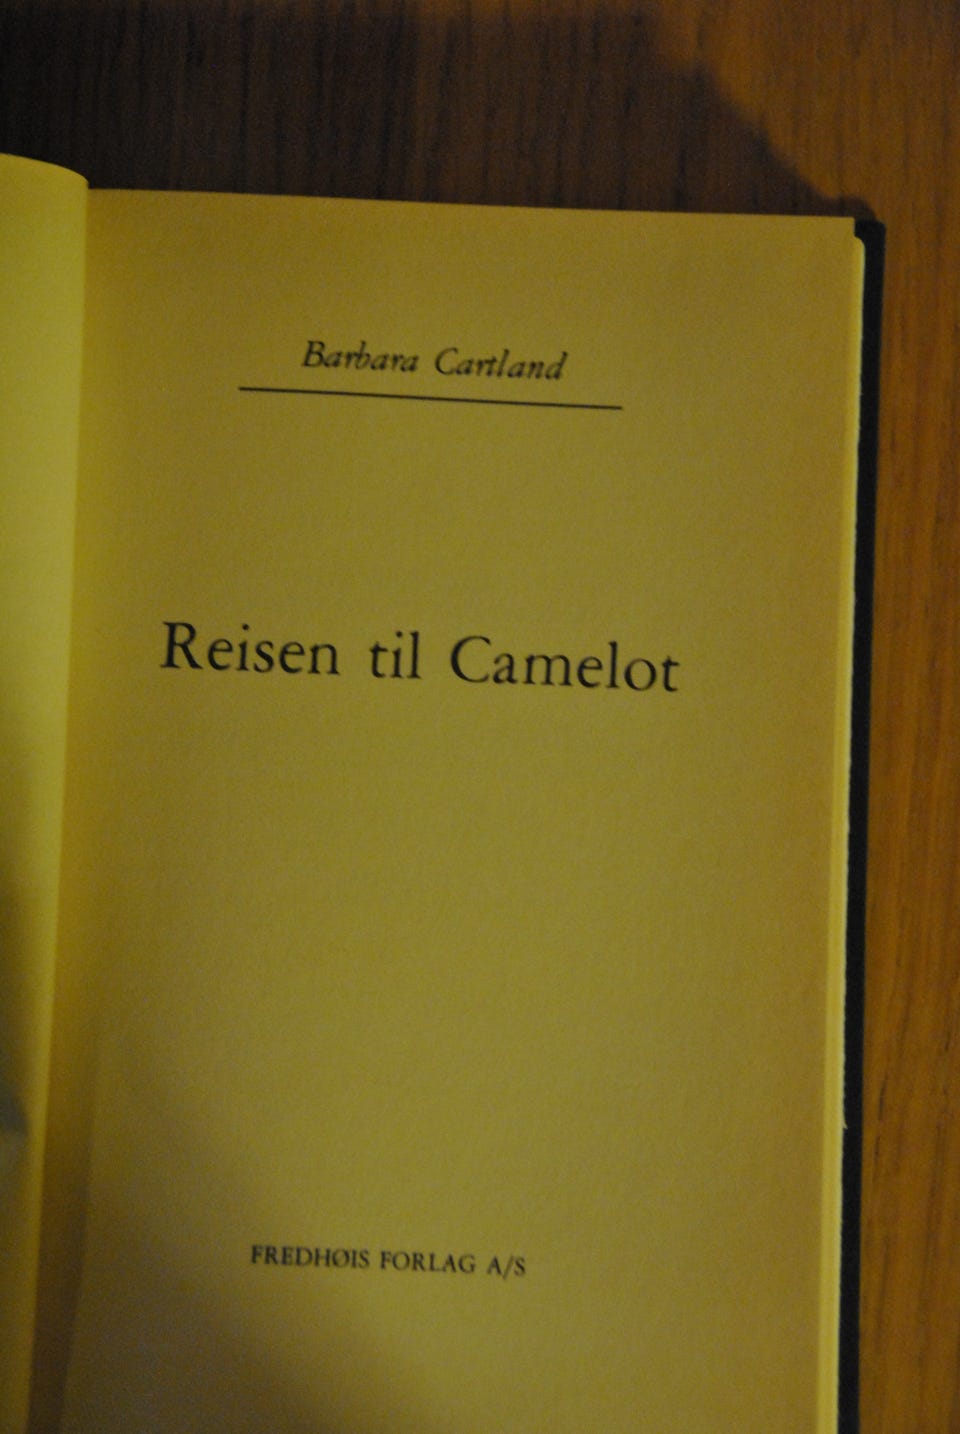 Barbara Cartland
Reisen til Camelot
FREDHØIS FORLAG A/S